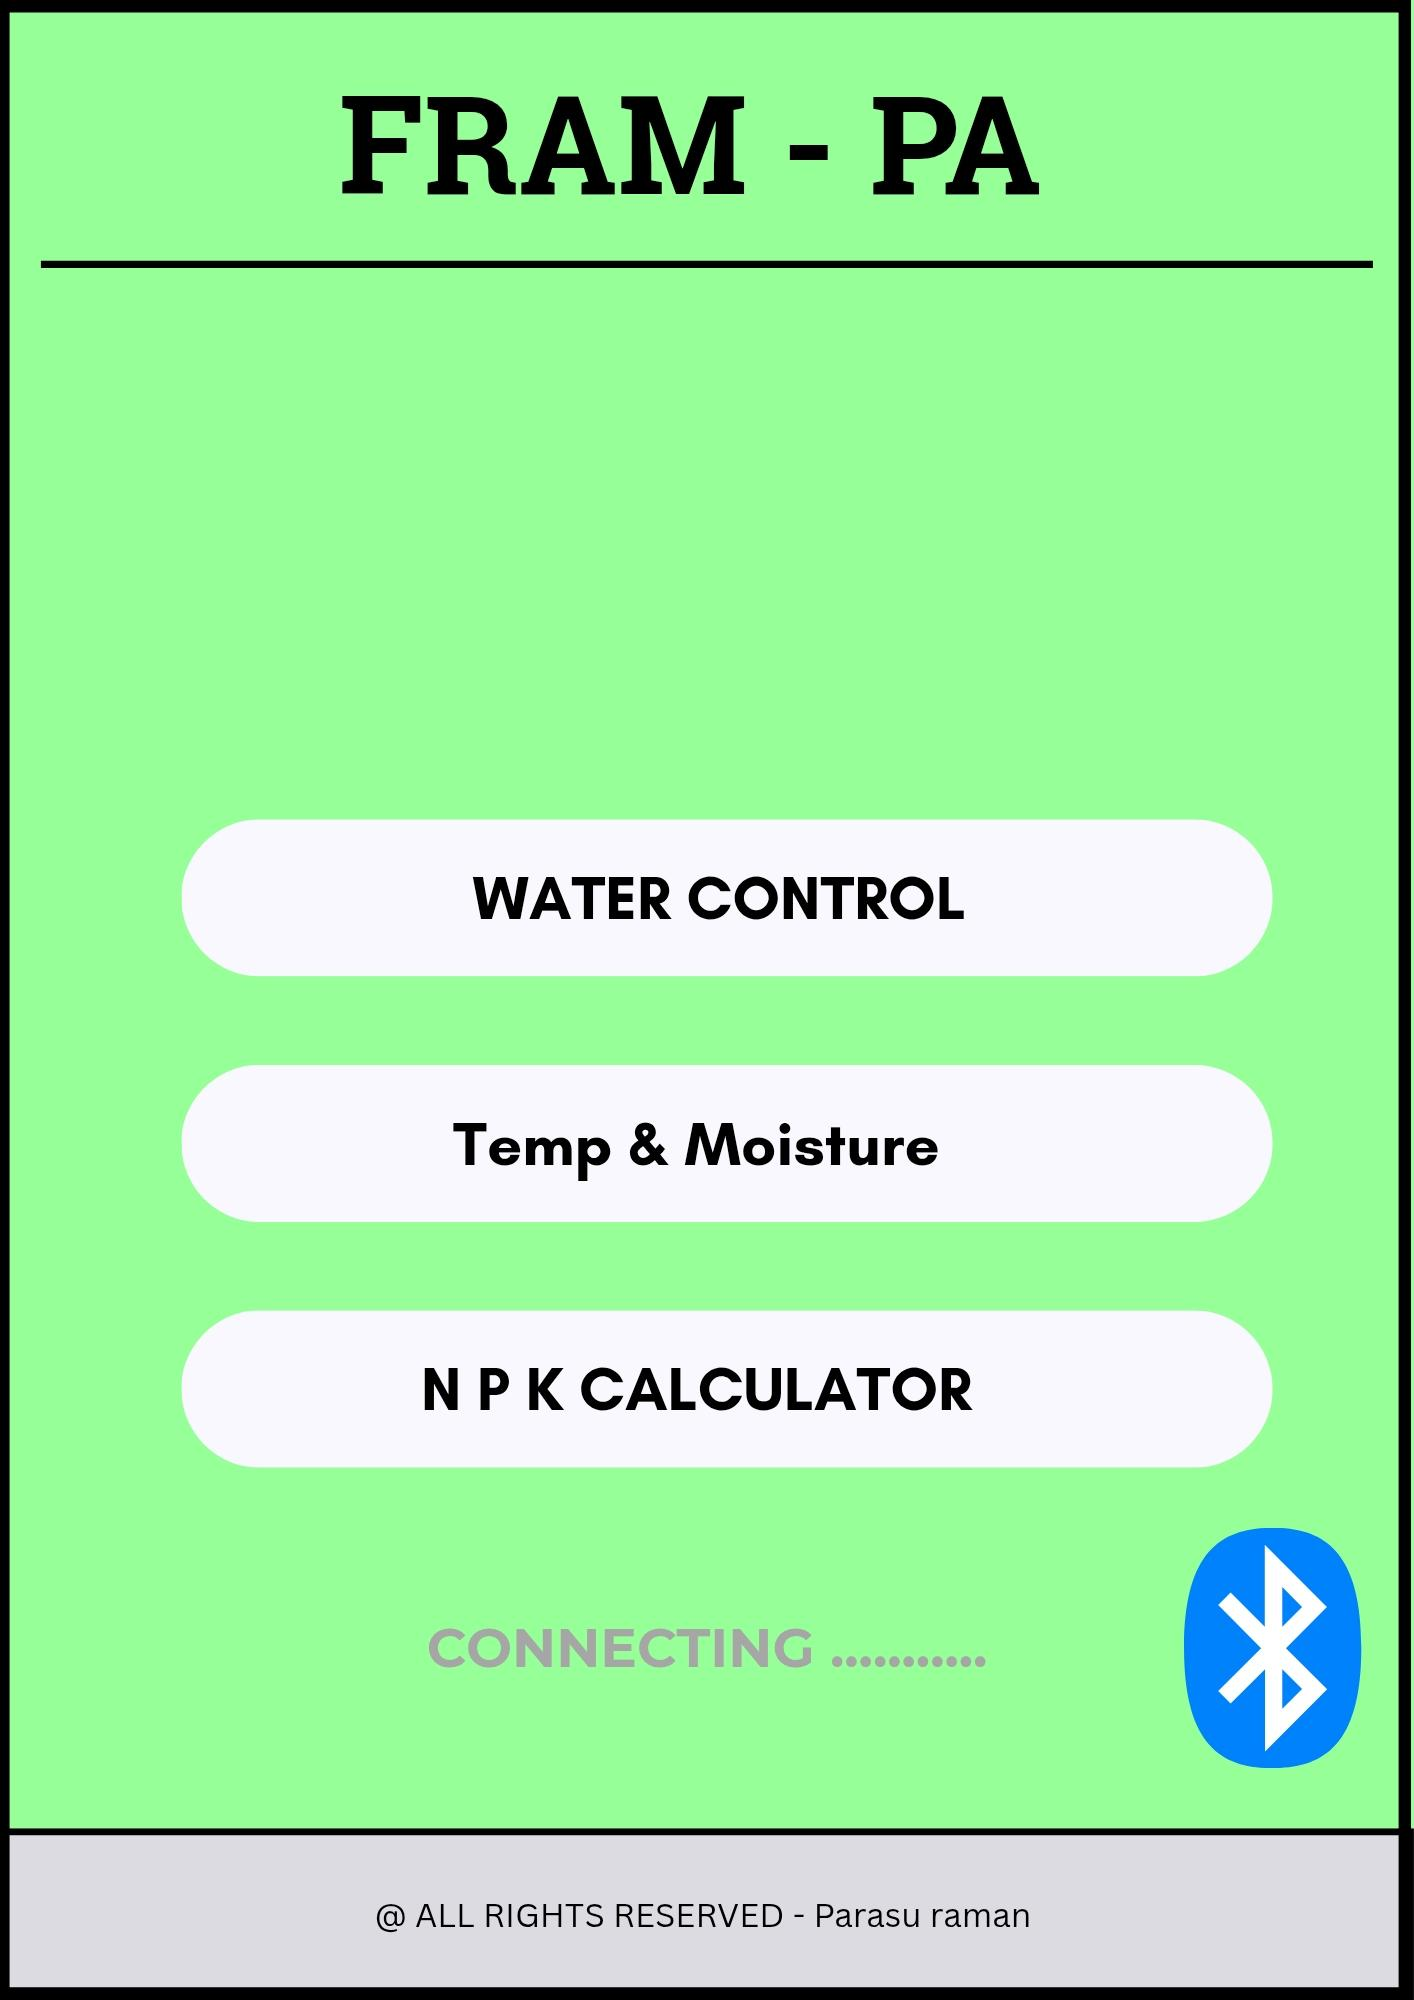 FRAM - PA
WATER CONTROL
Temp & Moisture
N P K CALCULATOR
CONNECTING ...........
@ ALL RIGHTS RESERVED - Parasu raman